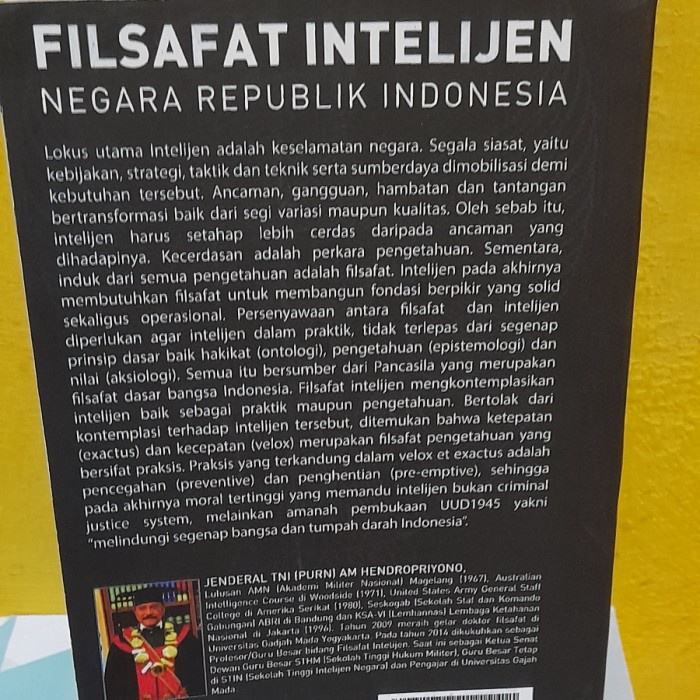 FILSAFAT INTELIJEN
NEGARA REPUBLIK INDONESIA
Lokus utama Intelijen adalah keselamatan negara. Segala siasat, yaitu
kebijakan, strategi, taktik dan teknik serta sumberdaya dimobilisasi demi
kebutuhan tersebut. Ancaman, gangguan, hambatan dan tantangan
bertransformasi baik dari segi variasi maupun kualitas. Oleh sebab itu,
intelijen harus setahap lebih cerdas daripada ancaman yang
dihadapinya. Kecerdasan adalah perkara pengetahuan. Sementara,
induk dari semua pengetahuan adalah filsafat. Intelijen pada akhirnya
membutuhkan filsafat untuk membangun fondasi berpikir yang solid
sekaligus operasional. Persenyawaan antara filsafat dan intelijen
diperlukan agar intelijen dalam praktik, tidak terlepas dari segenap
prinsip dasar baik hakikat (ontologi), pengetahuan (epistemologi) dan
nilai (aksiologi). Semua itu bersumber dari Pancasila yang merupakan
filsafat dasar bangsa Indonesia. Filsafat intelijen mengkontemplasikan
intelijen baik sebagai praktik maupun pengetahuan. Bertolak dari
kontemplasi terhadap intelijen tersebut, ditemukan bahwa ketepatan
(exactus) dan kecepatan (velox) merupakan filsafat pengetahuan yang
bersifat praksis. Praksis yang terkandung dalam velox et exactus adalah
pencegahan (preventive) dan penghentian (pre-emptive), sehingga
pada akhirnya moral tertinggi yang memandu intelijen bukan criminal
justice system, melainkan amanah pembukaan UUD1945 yakni
"melindungi segenap bangsa dan tumpah darah Indonesia".
JENDERAL TNI (PURN) AM HENDROPRIYONO,
Lulusan AMN (Akademi Militer Nasional) Magelang (1967), Australian
Intelligence Course di Woodside (1971), United States Army General Staff
College di Amerika Serikat (1980), Seskogab (Sekolah Staf dan Komando
Gabungan) ABRI di Bandung dan KSA-VI (Lemhannas) Lembaga Ketahanan
Nasional di Jakarta (1996). Tahun 2009 meraih gelar doktor filsafat di
Universitas Gadjah Mada Yogyakarta. Pada tahun 2014 dikukuhkan sebagai
Profesor/Guru Besar bidang Filsafat Intelijen. Saat ini sebagai Ketua Senat
Dewan Guru Besar STHM (Sekolah Tinggi Hukum Militer), Guru Besar Tetap
di STIN (Sekolah Tinggi Intelijen Negara) dan Pengajar di Universitas Gajah
Mada